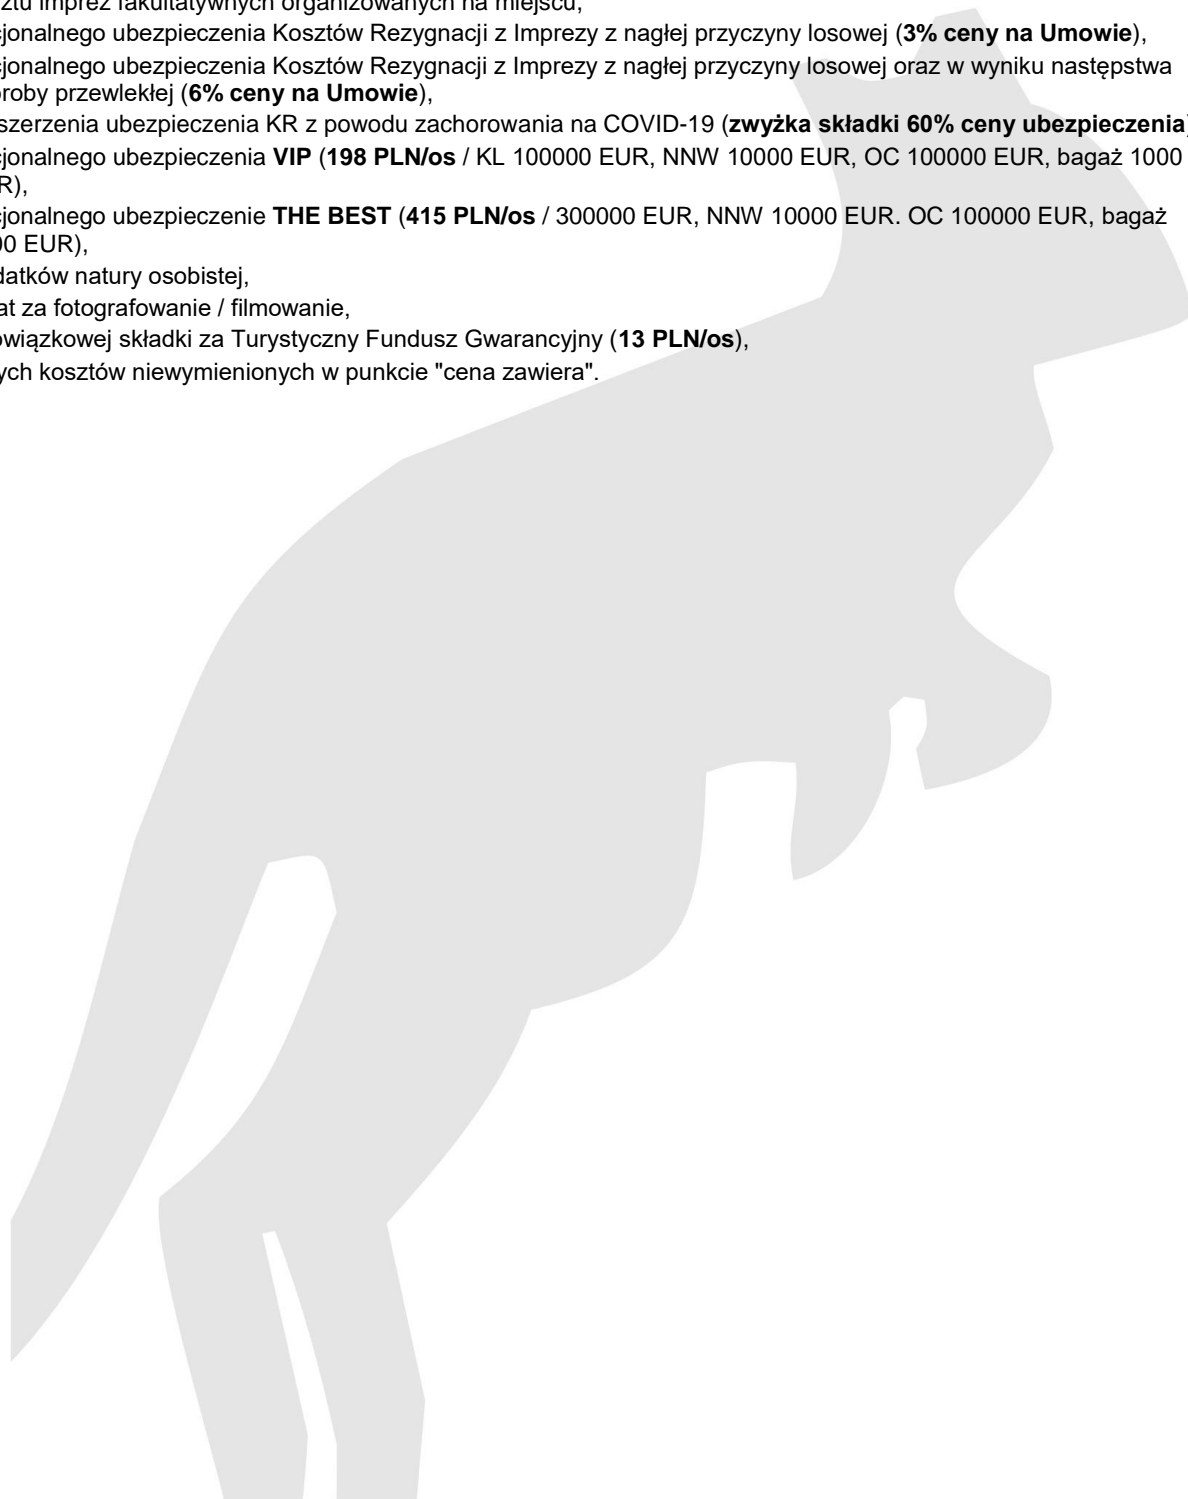 ztu imprez fakultatywnych organizowanych na miejscu,
cjonalnego ubezpieczenia Kosztów Rezygnacji z Imprezy z nagłej przyczyny losowej (3% ceny na Umowie),
cjonalnego ubezpieczenia Kosztów Rezygnacji z Imprezy z nagłej przyczyny losowej oraz w wyniku następstwa
oroby przewlekłej (6% ceny na Umowie),
szerzenia ubezpieczenia KR z powodu zachorowania na COVID-19 (zwyżka składki 60% ceny ubezpieczenia)
cjonalnego ubezpieczenia VIP (198 PLN/os / KL 100000 EUR, NNW 10000 EUR, OC 100000 EUR, bagaż 1000
R),
cjonalnego ubezpieczenie THE BEST (415 PLN/os / 300000 EUR, NNW 10000 EUR. OC 100000 EUR, bagaż
00 EUR),
datków natury osobistej,
at za fotografowanie / filmowanie,
owiązkowej składki za Turystyczny Fundusz Gwarancyjny (13 PLN/os),
ych kosztów niewymienionych w punkcie "cena zawiera".